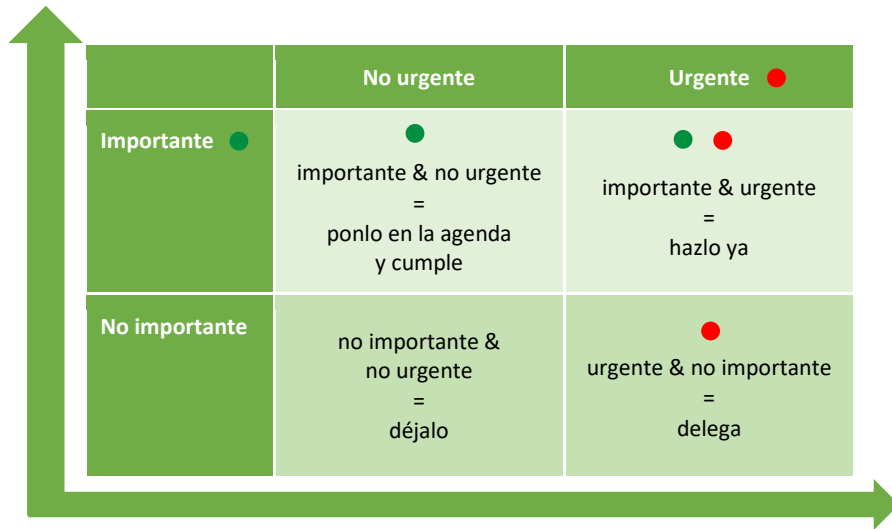 No urgente
Urgente
Importante
importante & no urgente
=
ponlo en la agenda
y cumple
importante & urgente
=
hazlo ya
No importante
no importante &
no urgente
=
déjalo
urgente & no importante
=
delega